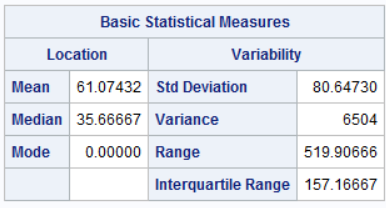 Basic Statistical Measures
Location Variability
Mean 61.07432 Std Deviation 80.64730
Median 35.66667 Variance 6504
Mode 0.00000 Range 519.90666
Interquartile Range 157.16667